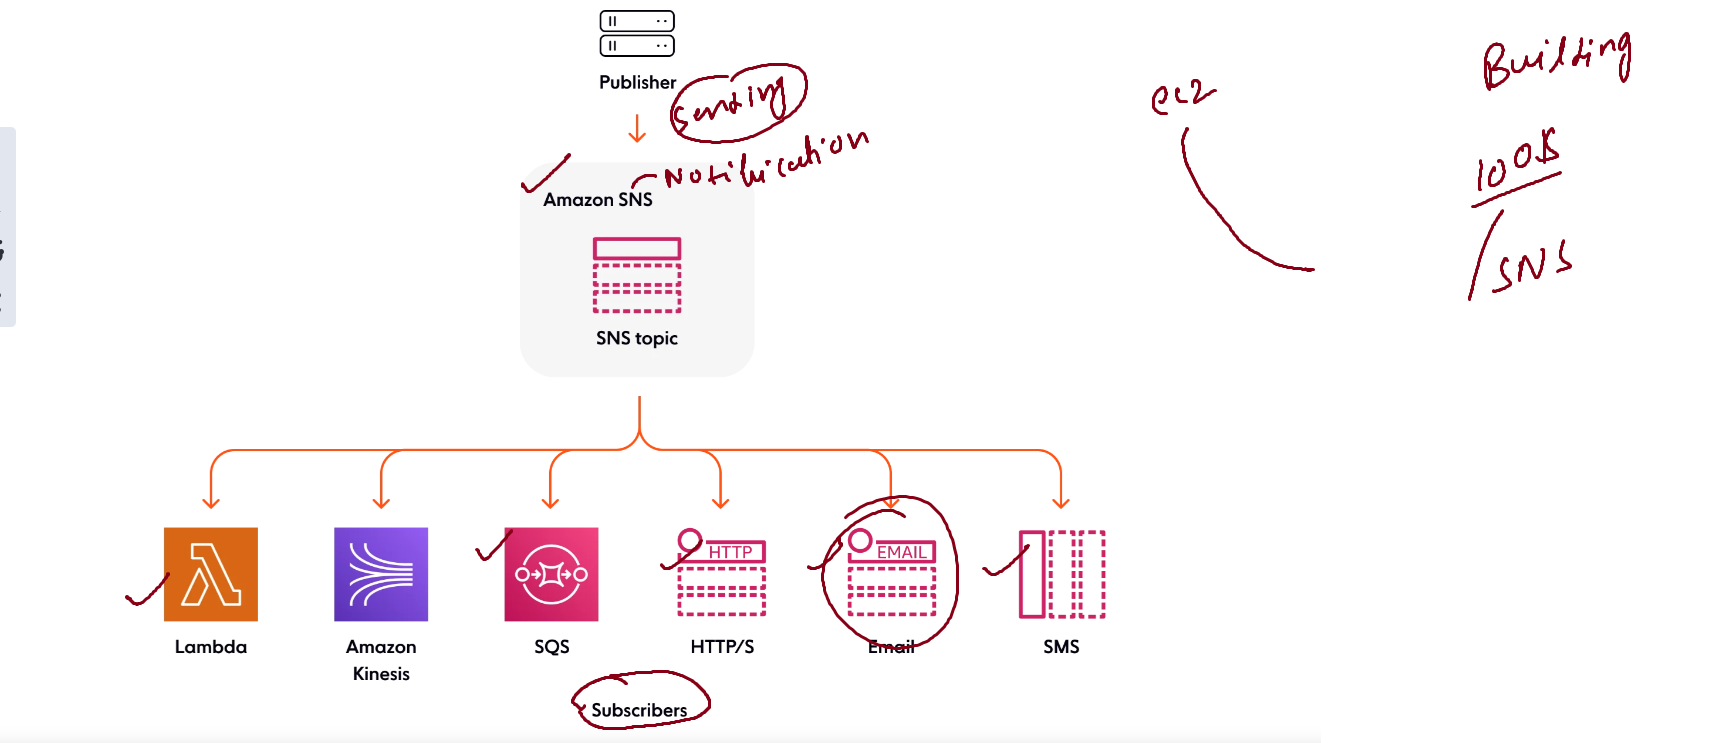 Publisher
sending
Notification
Amazon SNS
SNS topic
ec2
Building
100$
SNS
HTTP
EMAIL
Lambda
Amazon
Kinesis
SQS
HTTP/S
Email
SMS
Subscribers